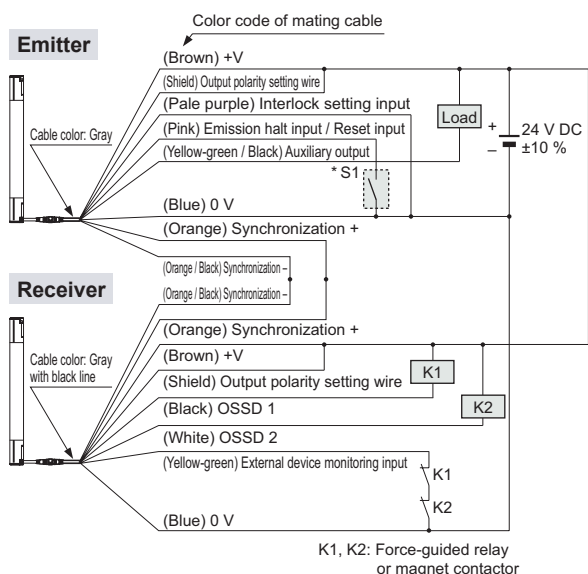 Color code of mating cable
Emitter
(Brown) +V
(Shield) Output polarity setting wire
(Pale purple) Interlock setting input
(Pink) Emission halt input / Reset input
(Yellow-green / Black) Auxiliary output
Cable color: Gray
Load
+
–
24 V DC
±10 %
* S1
(Blue) 0 V
(Orange) Synchronization +
(Orange / Black) Synchronization –
(Orange / Black) Synchronization –
Receiver
(Orange) Synchronization +
(Brown) +V
Cable color: Gray
with black line
(Shield) Output polarity setting wire
K1
K2
(Black) OSSD 1
(White) OSSD 2
(Yellow-green) External device monitoring input
K1
K2
(Blue) 0 V
K1, K2: Force-guided relay
or magnet contactor